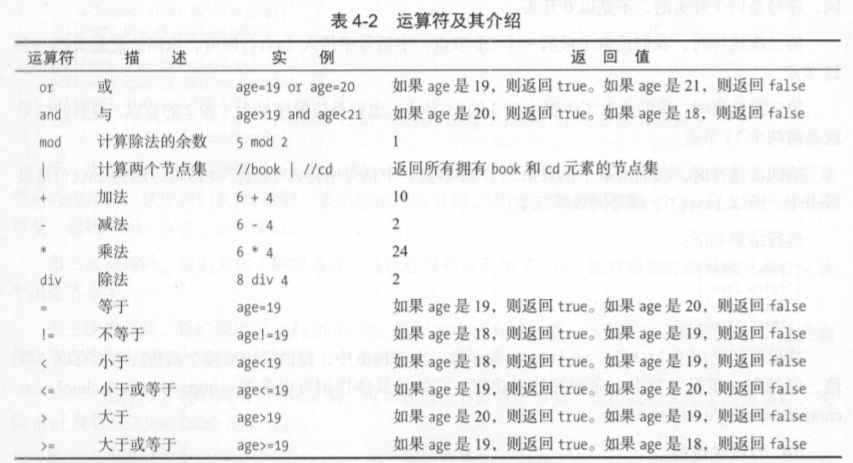 表 4-2 运算符及其介绍
运算符 描 述 实 例 返 回 值
or 或 age=19 or age=20 如果 age 是 19，则返回 true。如果 age 是 21，则返回 false
and 与 age>19 and age<21 如果 age 是 20，则返回 true。如果 age 是 18，则返回 false
mod 计算除法的余数 5 mod 2 1
| 计算两个节点集 //book | //cd 返回所有拥有 book 和 cd 元素的节点集
+ 加法 6 + 4 10
- 减法 6 - 4 2
* 乘法 6 * 4 24
div 除法 8 div 4 2
= 等于 age=19 如果 age 是 19，则返回 true。如果 age 是 20，则返回 false
!= 不等于 age!=19 如果 age 是 18，则返回 true。如果 age 是 19，则返回 false
< 小于 age<19 如果 age 是 18，则返回 true。如果 age 是 19，则返回 false
<= 小于或等于 age<=19 如果 age 是 19，则返回 true。如果 age 是 20，则返回 false
> 大于 age>19 如果 age 是 20，则返回 true。如果 age 是 19，则返回 false
>= 大于或等于 age>=19 如果 age 是 19，则返回 true。如果 age 是 18，则返回 false